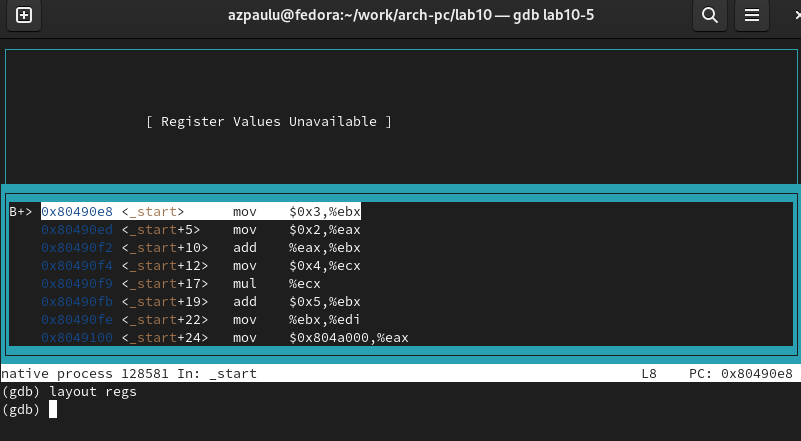 azpaulu@fedora:~/work/arch-pc/lab10 — gdb lab10-5
[ Register Values Unavailable ]
B+> 0x80490e8 <_start>      mov    $0x3,%ebx
0x80490ed <_start+5>    mov    $0x2,%eax
0x80490f2 <_start+10>   add    %eax,%ebx
0x80490f4 <_start+12>   mov    $0x4,%ecx
0x80490f9 <_start+17>   mul    %ecx
0x80490fb <_start+19>   add    $0x5,%ebx
0x80490fe <_start+22>   mov    %ebx,%edi
0x8049100 <_start+24>   mov    $0x804a000,%eax
native process 128581 In: _start                                                L8    PC: 0x80490e8
(gdb) layout regs
(gdb)